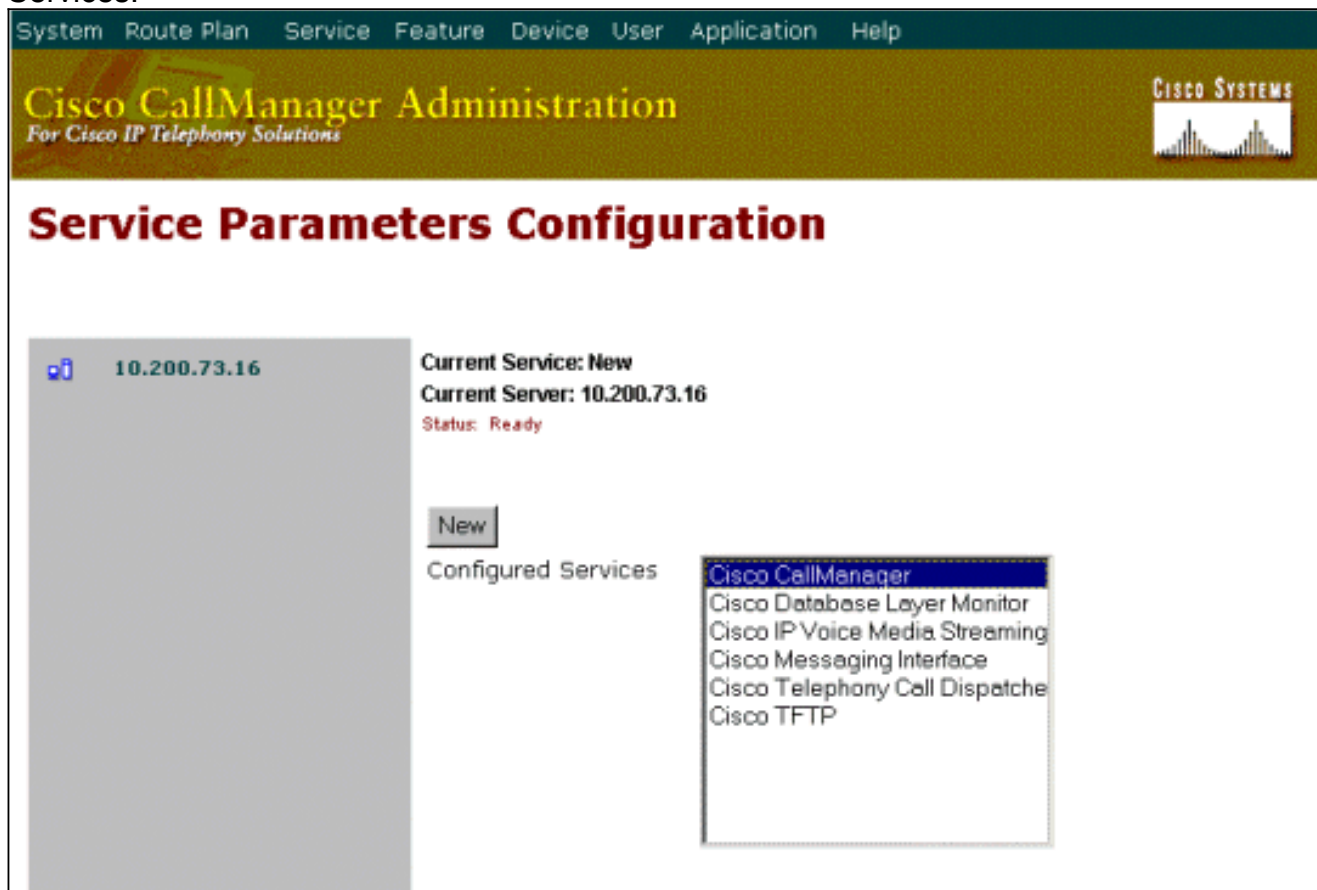 Services.
System Route Plan Service Feature Device User Application Help
Cisco CallManager Administration
For Cisco IP Telephony Solutions
CISCO SYSTEMS
Service Parameters Configuration
10.200.73.16
Current Service: New
Current Server: 10.200.73.16
Status: Ready
New
Configured Services
Cisco CallManager
Cisco Database Layer Monitor
Cisco IP Voice Media Streaming
Cisco Messaging Interface
Cisco Telephony Call Dispatche
Cisco TFTP